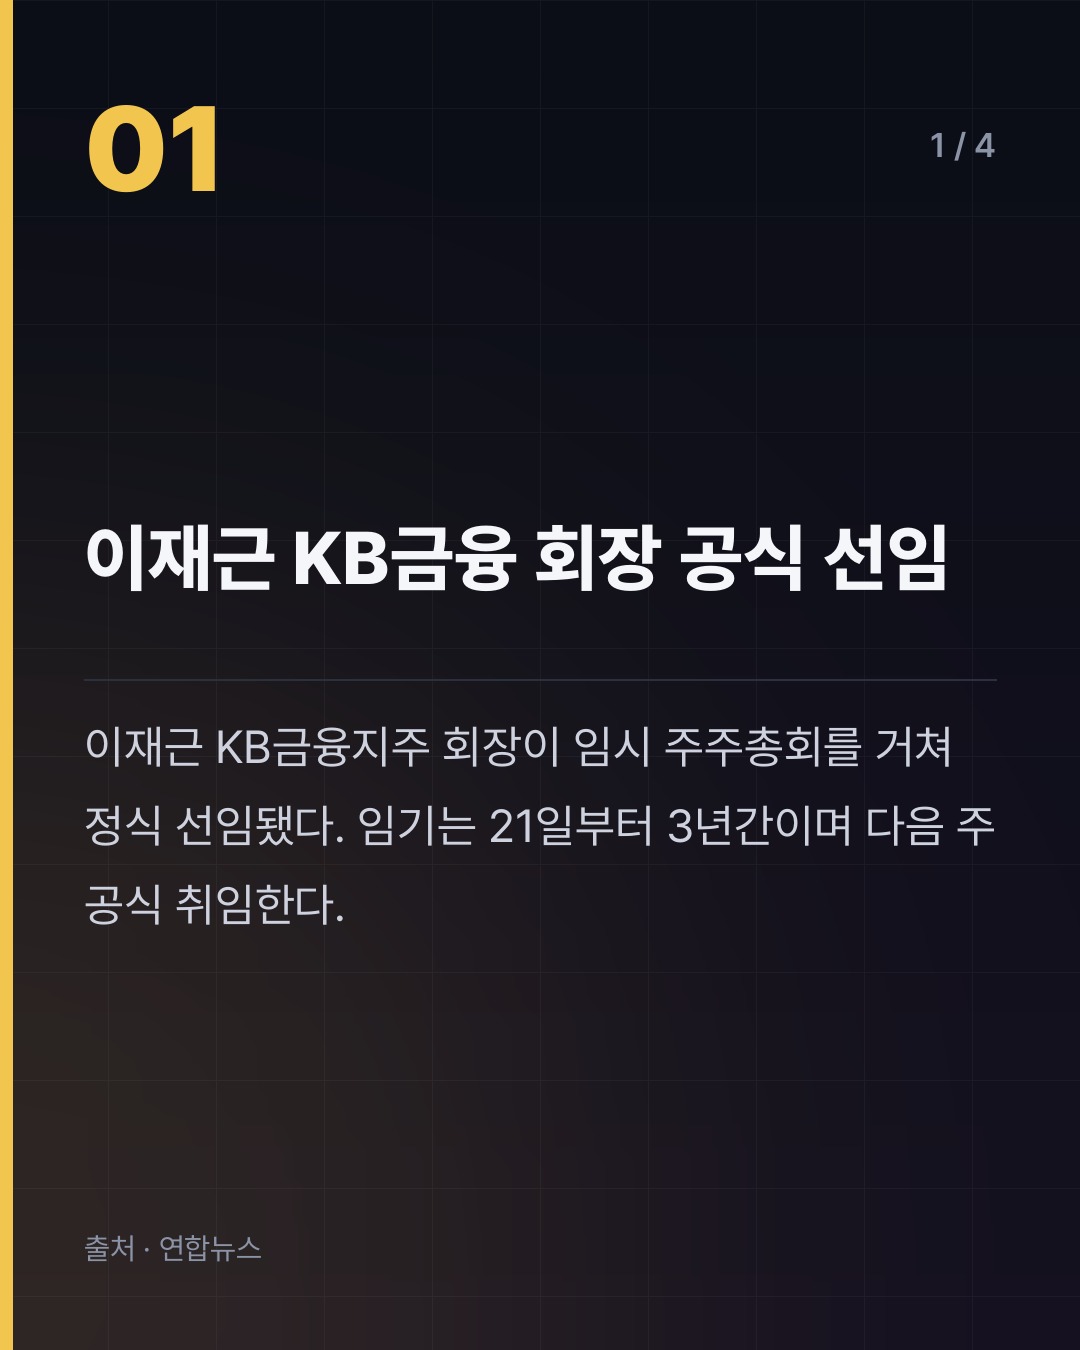 01
1 / 4
이재근 KB금융 회장 공식 선임
이재근 KB금융지주 회장이 임시 주주총회를 거쳐
정식 선임됐다. 임기는 21일부터 3년간이며 다음 주
공식 취임한다.
출처 · 연합뉴스